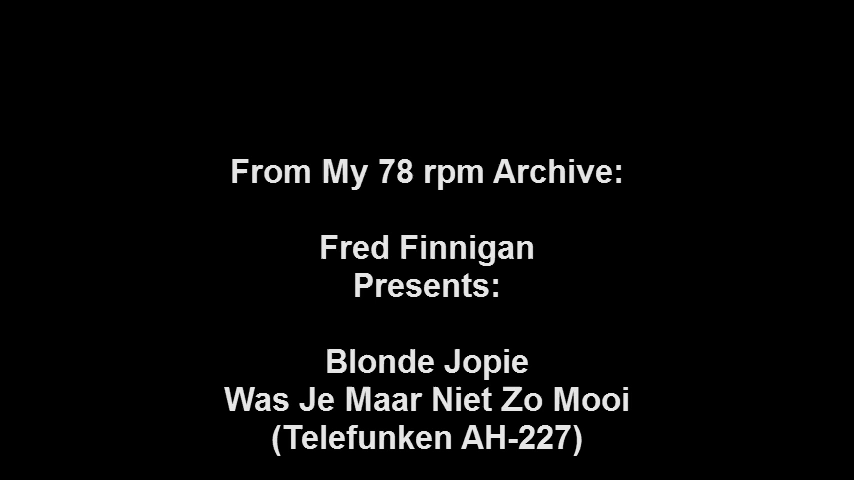 From My 78 rpm Archive:
Fred Finnigan
Presents:
Blonde Jopie
Was Je Maar Niet Zo Mooi
(Telefunken AH-227)